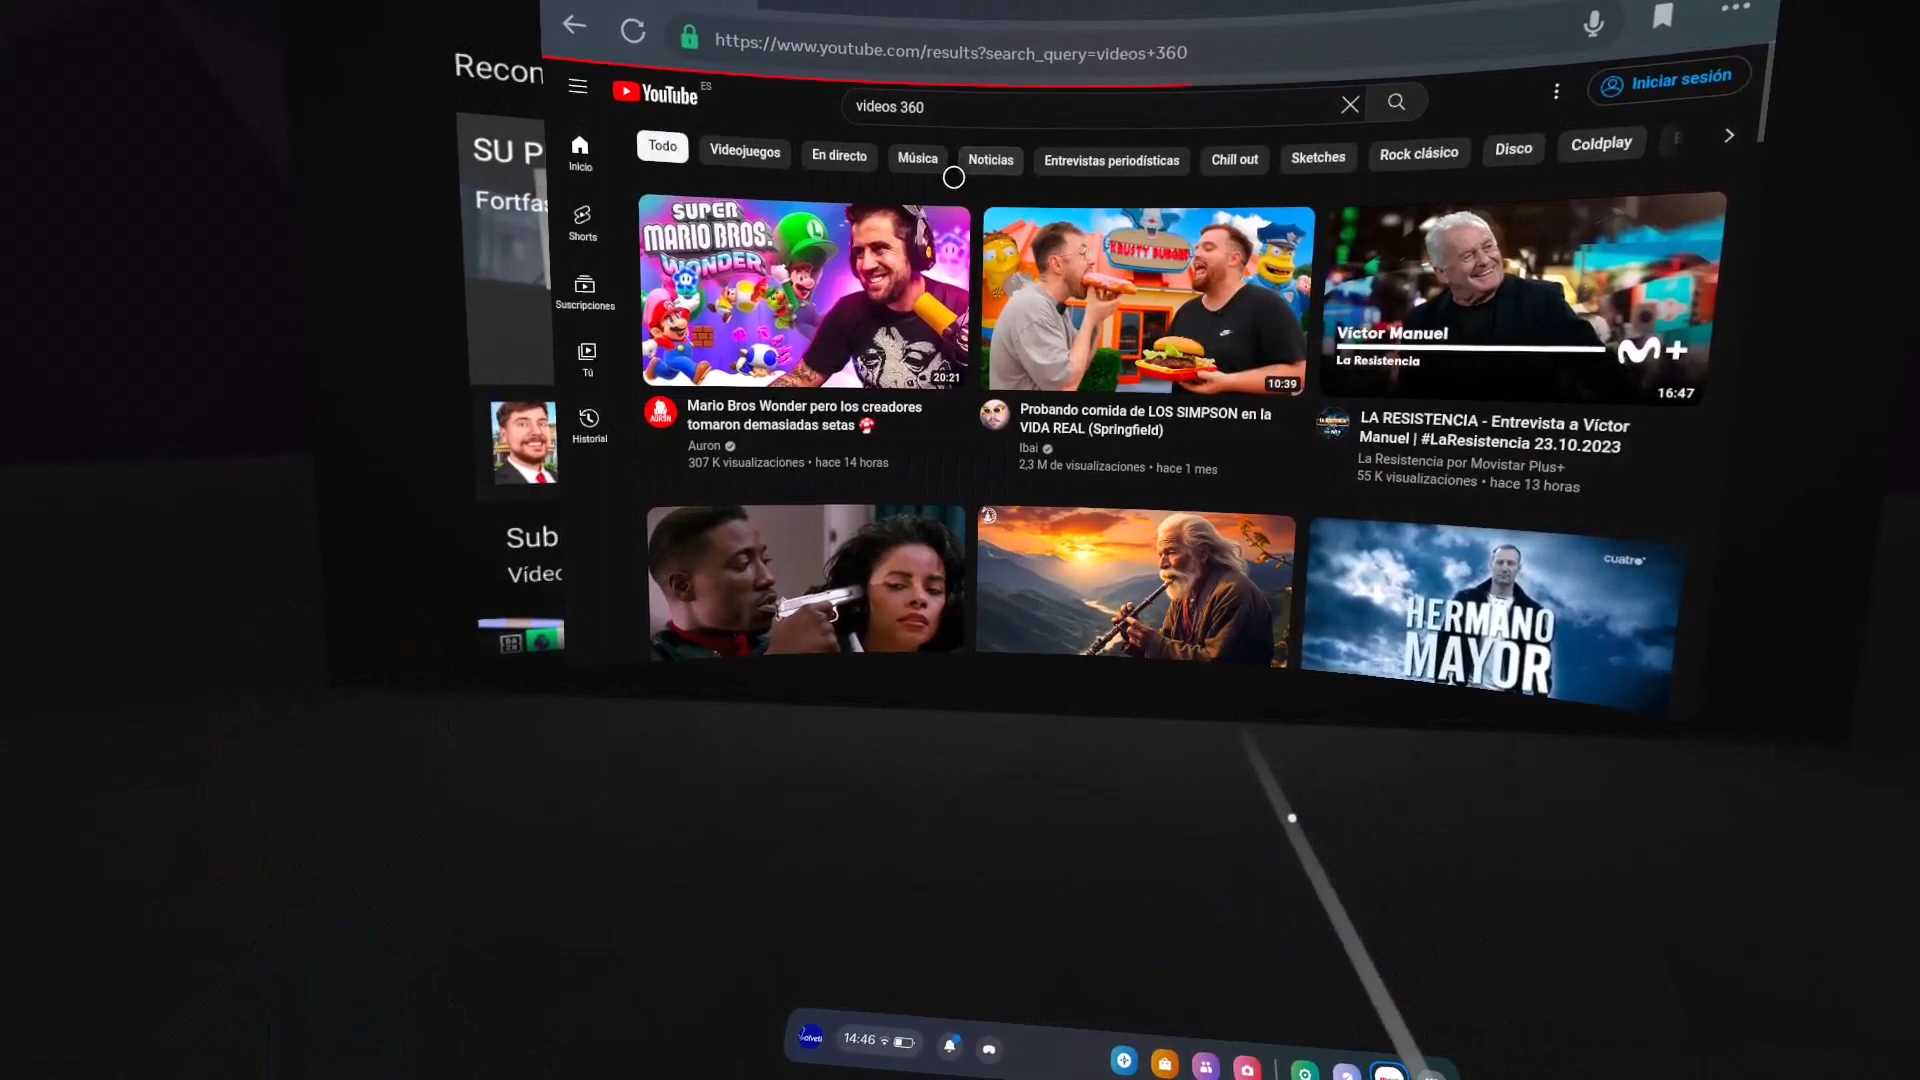 https://www.youtube.com/results?search_query=videos+360
Recon
YouTube ES
videos 360
Iniciar sesión
SU P
Todo
Videojuegos
En directo
Música
Noticias
Entrevistas periodísticas
Chill out
Sketches
Rock clásico
Disco
Coldplay
Inicio
Fortfas
Shorts
Suscripciones
Tú
Historial
SUPER
MARIO BROS.
WONDER
20:21
KRUSTY BURGER
10:39
Víctor Manuel
La Resistencia
M+
16:47
Mario Bros Wonder pero los creadores
tomaron demasiadas setas
Auron
307 K visualizaciones • hace 14 horas
Probando comida de LOS SIMPSON en la
VIDA REAL (Springfield)
Ibai
2,3 M de visualizaciones • hace 1 mes
LA RESISTENCIA - Entrevista a Víctor
Manuel | #LaResistencia 23.10.2023
La Resistencia por Movistar Plus+
55 K visualizaciones • hace 13 horas
Sub
Vídec
DAZN
cuatro
HERMANO
MAYOR
14:46